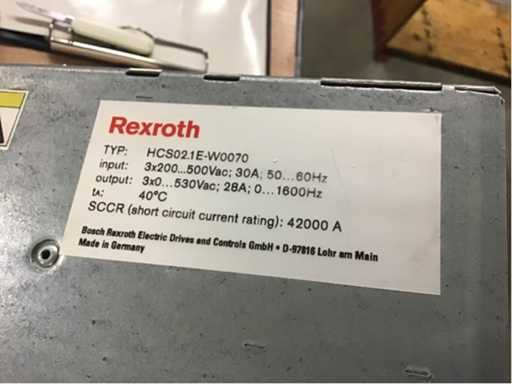 Rexroth
TYP: HCS02.1E-W0070
input: 3x200...500Vac; 30A; 50...60Hz
output: 3x0...530Vac; 28A; 0...1600Hz
tA: 40°C
SCCR (short circuit current rating): 42000 A
Bosch Rexroth Electric Drives and Controls GmbH • D-97816 Lohr am Main
Made in Germany